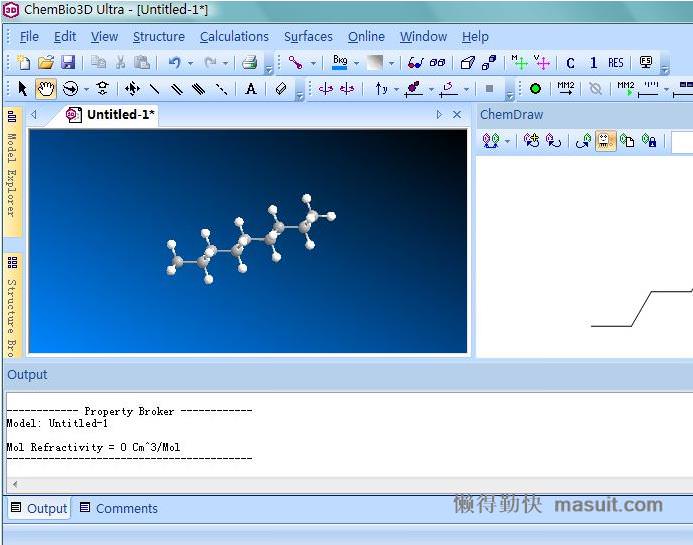 ChemBio3D Ultra - [Untitled-1*]
File Edit View Structure Calculations Surfaces Online Window Help
Bkg M V C 1 RES
A y MM2 MM2
Untitled-1*
ChemDraw
Model Explorer
Structure Bro
Output
------------ Property Broker ------------
Model: Untitled-1
Mol Refractivity = 0 Cm^3/Mol
-----------------------------------------
Output Comments
懒得勤快 masuit.com